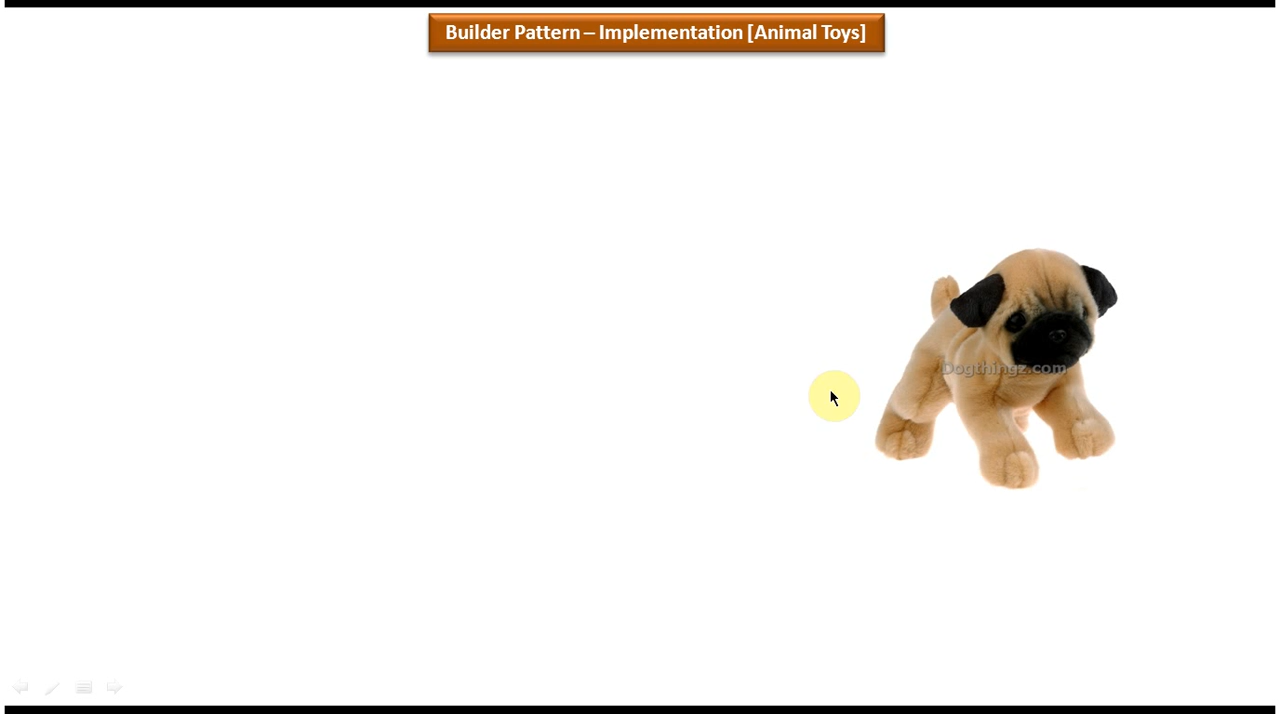 Builder Pattern – Implementation [Animal Toys]
Dogthingz.com